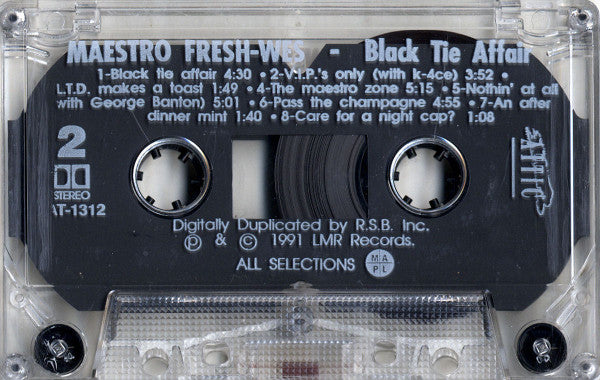 MAESTRO FRESH-WES - Black Tie Affair
1-Black tie affair 4:30 • 2-V.I.P.'s only (with k-4ce) 3:52 •
L.T.D. makes a toast 1:49 • 4-The maestro zone 5:15 • 5-Nothin' at all
with George Banton) 5:01 • 6-Pass the champagne 4:55 • 7-An after
dinner mint 1:40 • 8-Care for a night cap? 1:08
2
ATTIC
STEREO
AT-1312
Digitally Duplicated by R.S.B. Inc.
Ⓟ & © 1991 LMR Records.
ALL SELECTIONS
M A
P L